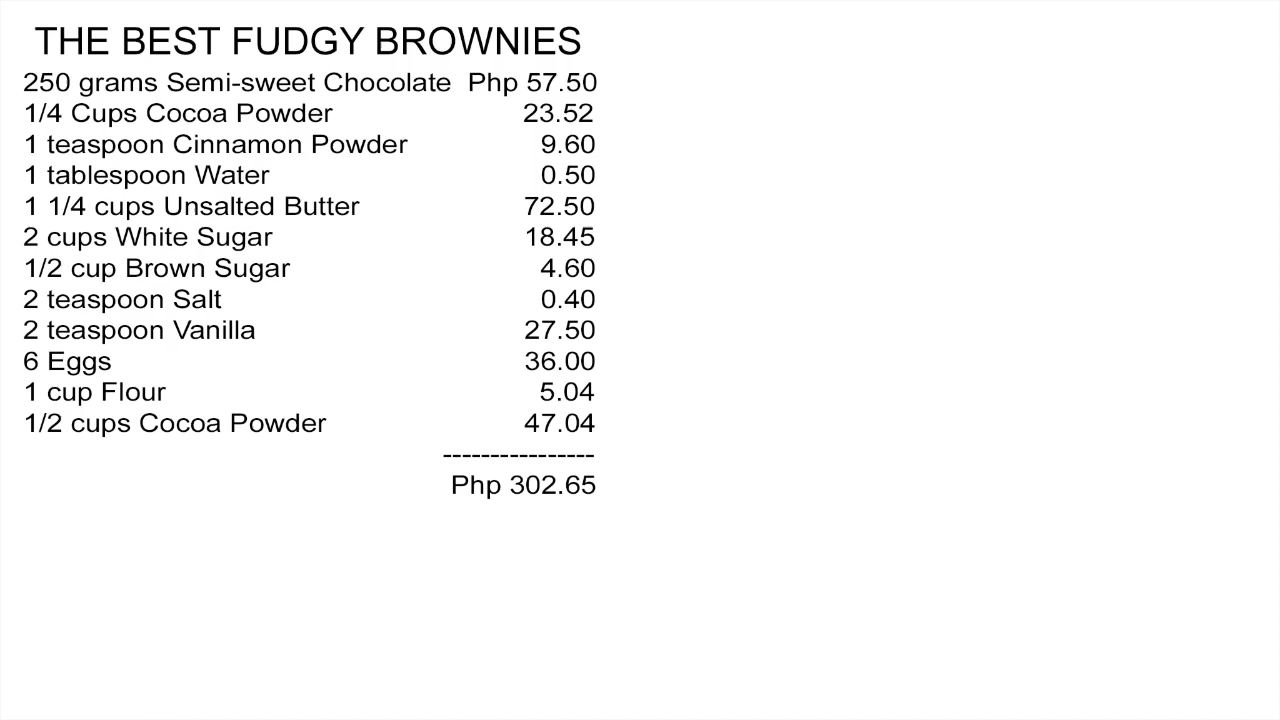 THE BEST FUDGY BROWNIES
250 grams Semi-sweet Chocolate Php 57.50
1/4 Cups Cocoa Powder 23.52
1 teaspoon Cinnamon Powder 9.60
1 tablespoon Water 0.50
1 1/4 cups Unsalted Butter 72.50
2 cups White Sugar 18.45
1/2 cup Brown Sugar 4.60
2 teaspoon Salt 0.40
2 teaspoon Vanilla 27.50
6 Eggs 36.00
1 cup Flour 5.04
1/2 cups Cocoa Powder 47.04
----------------
Php 302.65